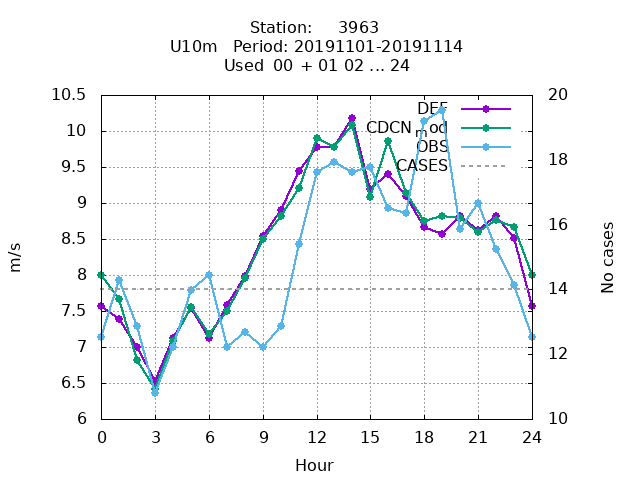 Station:     3963
U10m   Period: 20191101-20191114
Used  00 + 01 02 ... 24
10.5
10
9.5
9
8.5
8
7.5
7
6.5
6
20
18
16
14
12
10
0 3 6 9 12 15 18 21 24
m/s
No cases
Hour
DEF
CDCN mod
OBS
CASES